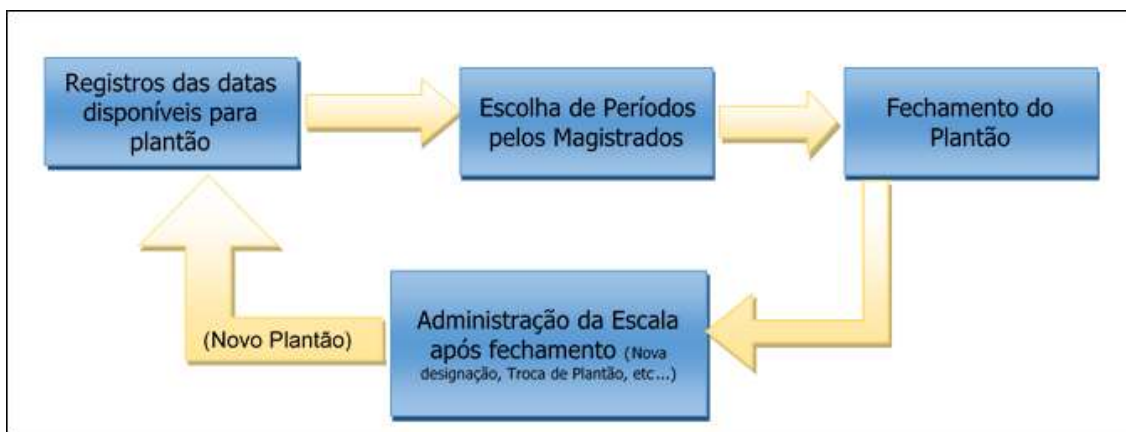 Registros das datas
disponíveis para
plantão
Escolha de Períodos
pelos Magistrados
Fechamento do
Plantão
Administração da Escala
após fechamento (Nova
designação, Troca de Plantão, etc...)
(Novo Plantão)